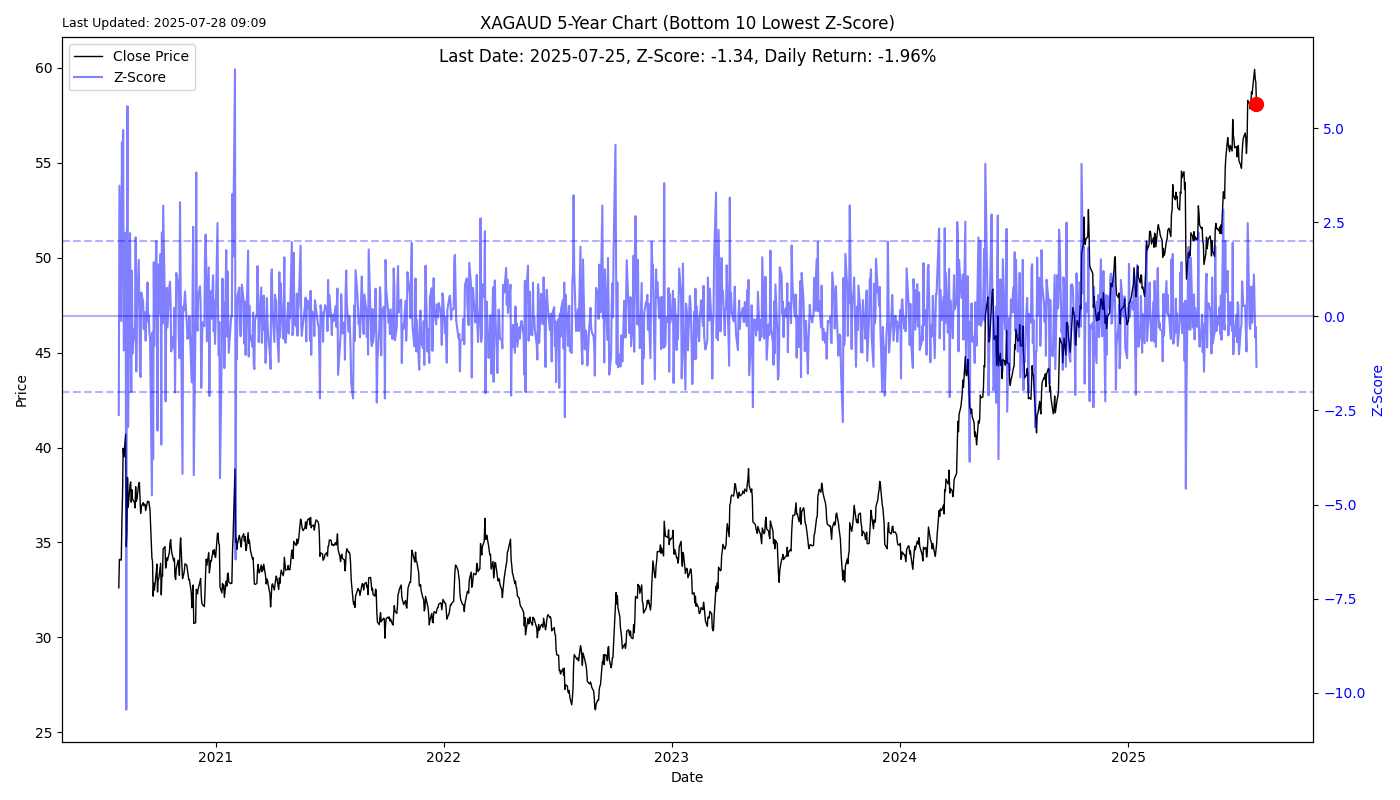 Last Updated: 2025-07-28 09:09
XAGAUD 5-Year Chart (Bottom 10 Lowest Z-Score)
Last Date: 2025-07-25, Z-Score: -1.34, Daily Return: -1.96%
Close Price
Z-Score
60
55
50
45
40
35
30
25
Price
5.0
2.5
0.0
−2.5
−5.0
−7.5
−10.0
Z-Score
2021
2022
2023
2024
2025
Date